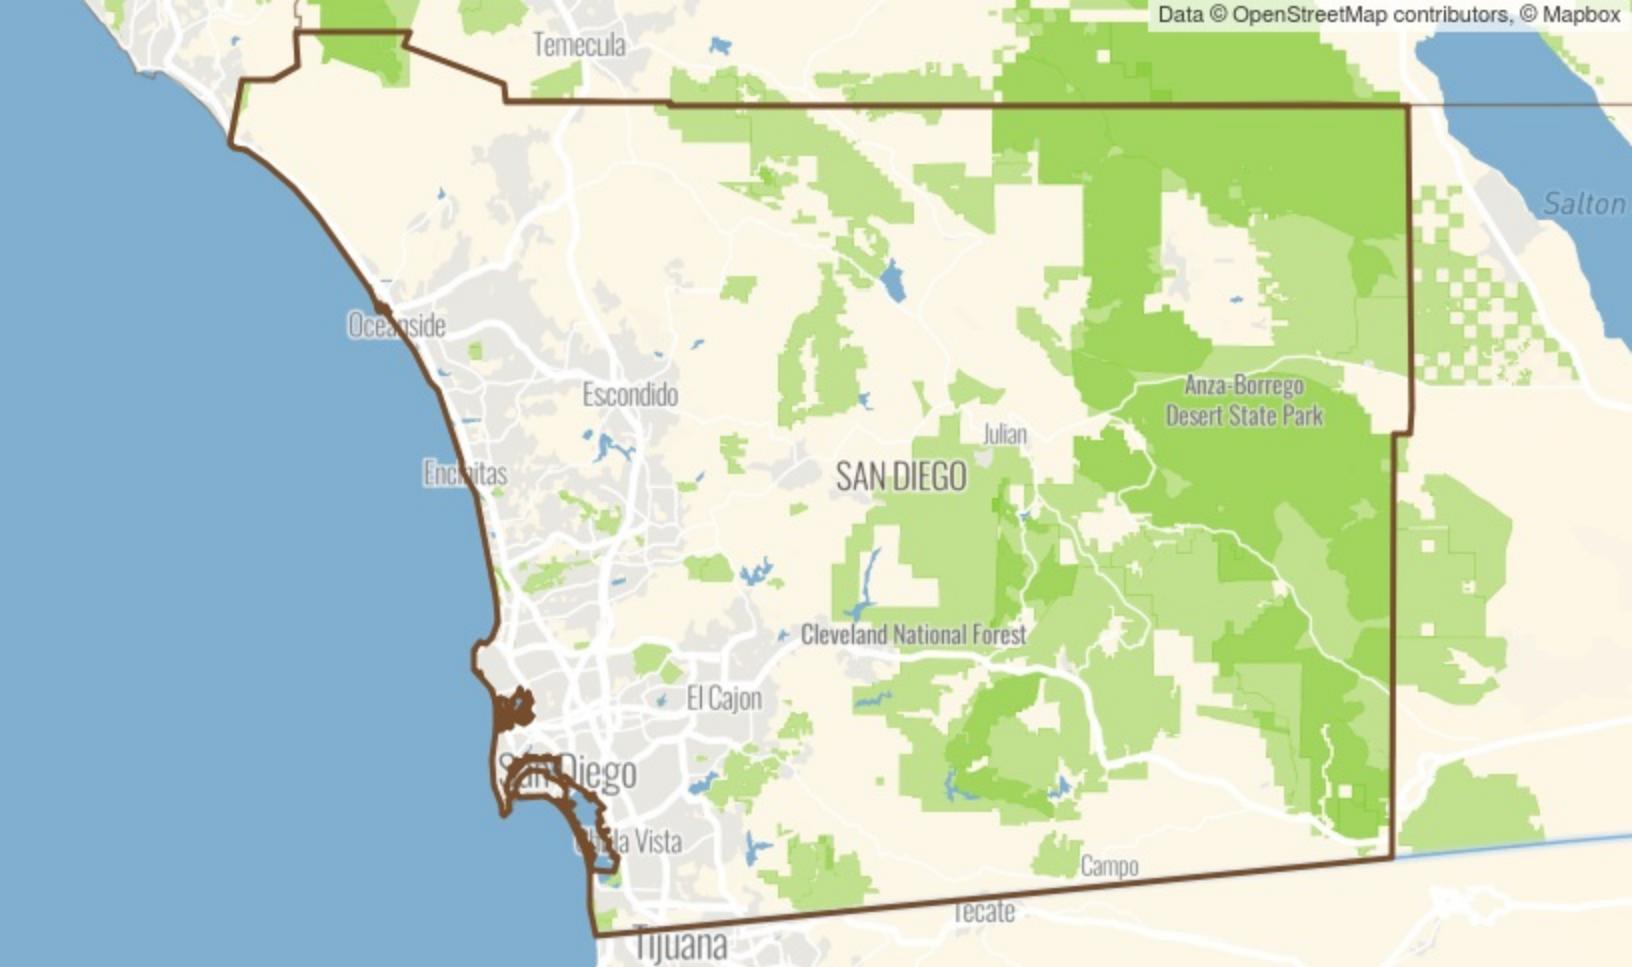 Data © OpenStreetMap contributors, © Mapbox
Temecula
Salton
Oceanside
Anza-Borrego
Desert State Park
Escondido
Julian
Encinitas
SAN DIEGO
Cleveland National Forest
El Cajon
San Diego
Chula Vista
Campo
Tecate
Tijuana